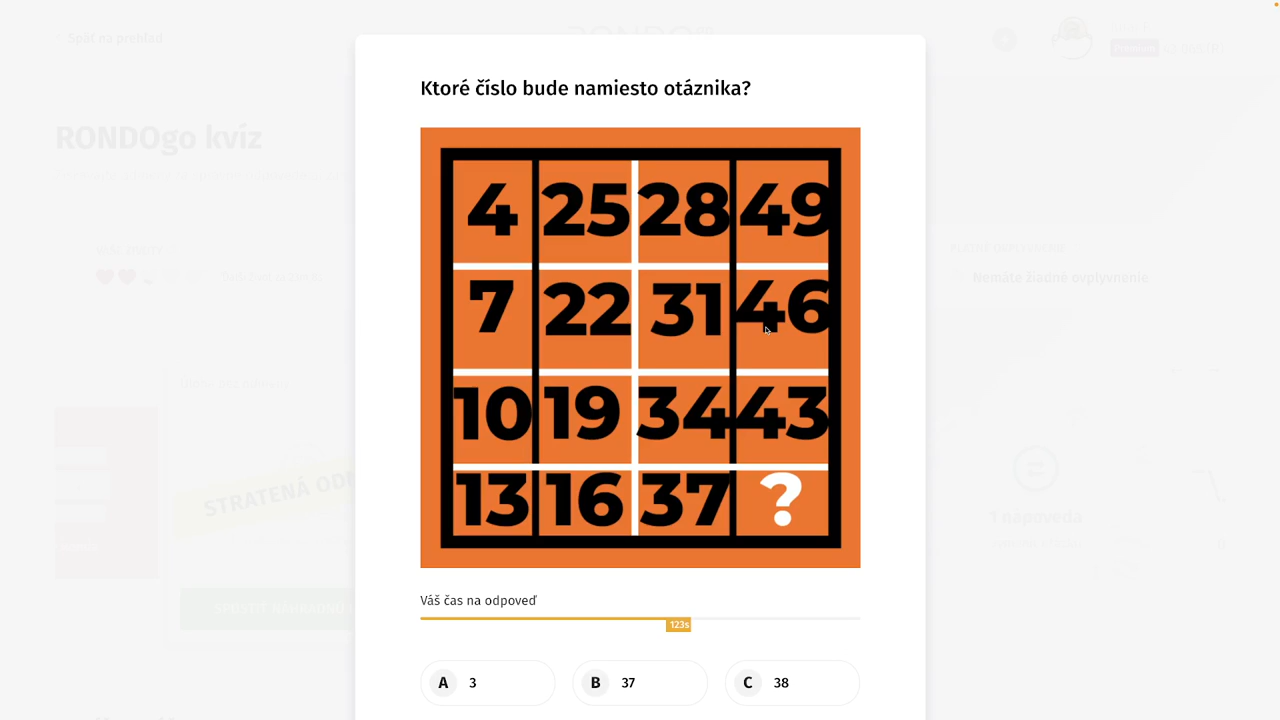 Späť na prehľad
RONDOgo kvíz
Ktoré číslo bude namiesto otáznika?
4 25 28 49
7 22 31 46
10 19 34 43
13 16 37 ?
Nemáte žiadné ovplyvnenie
STRATENÁ
1 nápoveda
Váš čas na odpoveď
123s
A 3
B 37
C 38